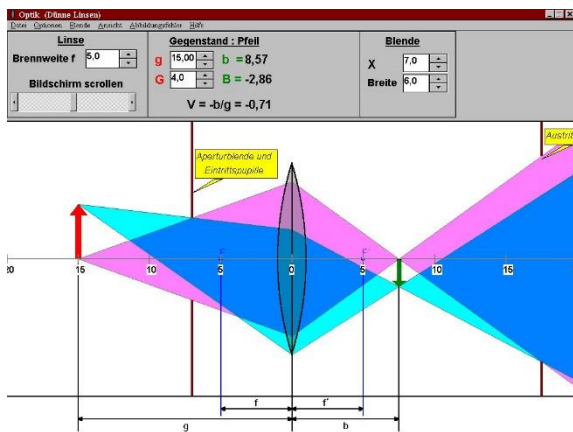 Optik (Dünne Linsen)
Datei Optionen Blende Ansicht Abbildungsfehler Hilfe
Linse
Brennweite f 5,0
Bildschirm scrollen
Gegenstand : Pfeil
g 15,00 b = 8,57
G 4,0 B = -2,86
V = -b/g = -0,71
Blende
X 7,0
Breite 6,0
Aperturblende und
Eintrittspupille
Austrit
F F'
20 15 10 5 0 5 10 15
f f'
g b